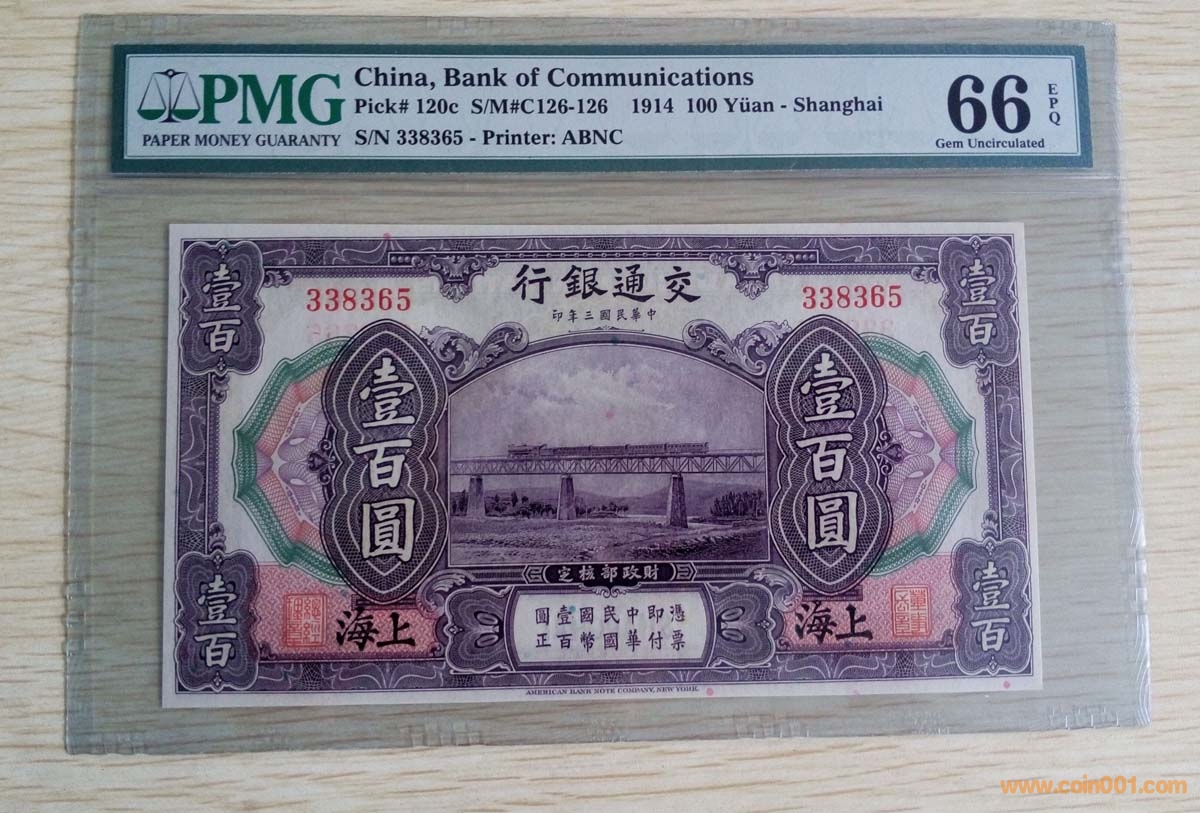 PMG
PAPER MONEY GUARANTY
China, Bank of Communications
Pick# 120c S/M#C126-126 1914 100 Yüan - Shanghai
S/N 338365 - Printer: ABNC
66
EPQ
Gem Uncirculated
行銀通交
印年三國民華中
338365
338365
壹百
壹百
壹百圓
壹百圓
定核部政財
上海
上海
憑票
即付
中華
民國
國幣
壹百
圓正
壹百
壹百
AMERICAN BANK NOTE COMPANY, NEW YORK.
www.coin001.com